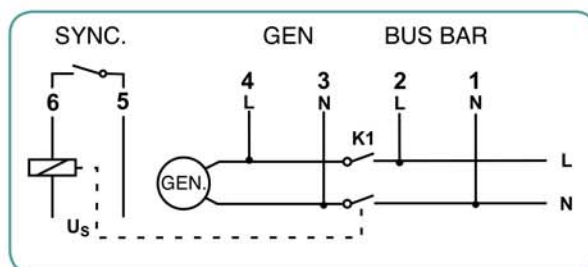 SYNC. GEN BUS BAR
6 5 4 3 2 1
L N L N
K1
GEN.
L
N
Us